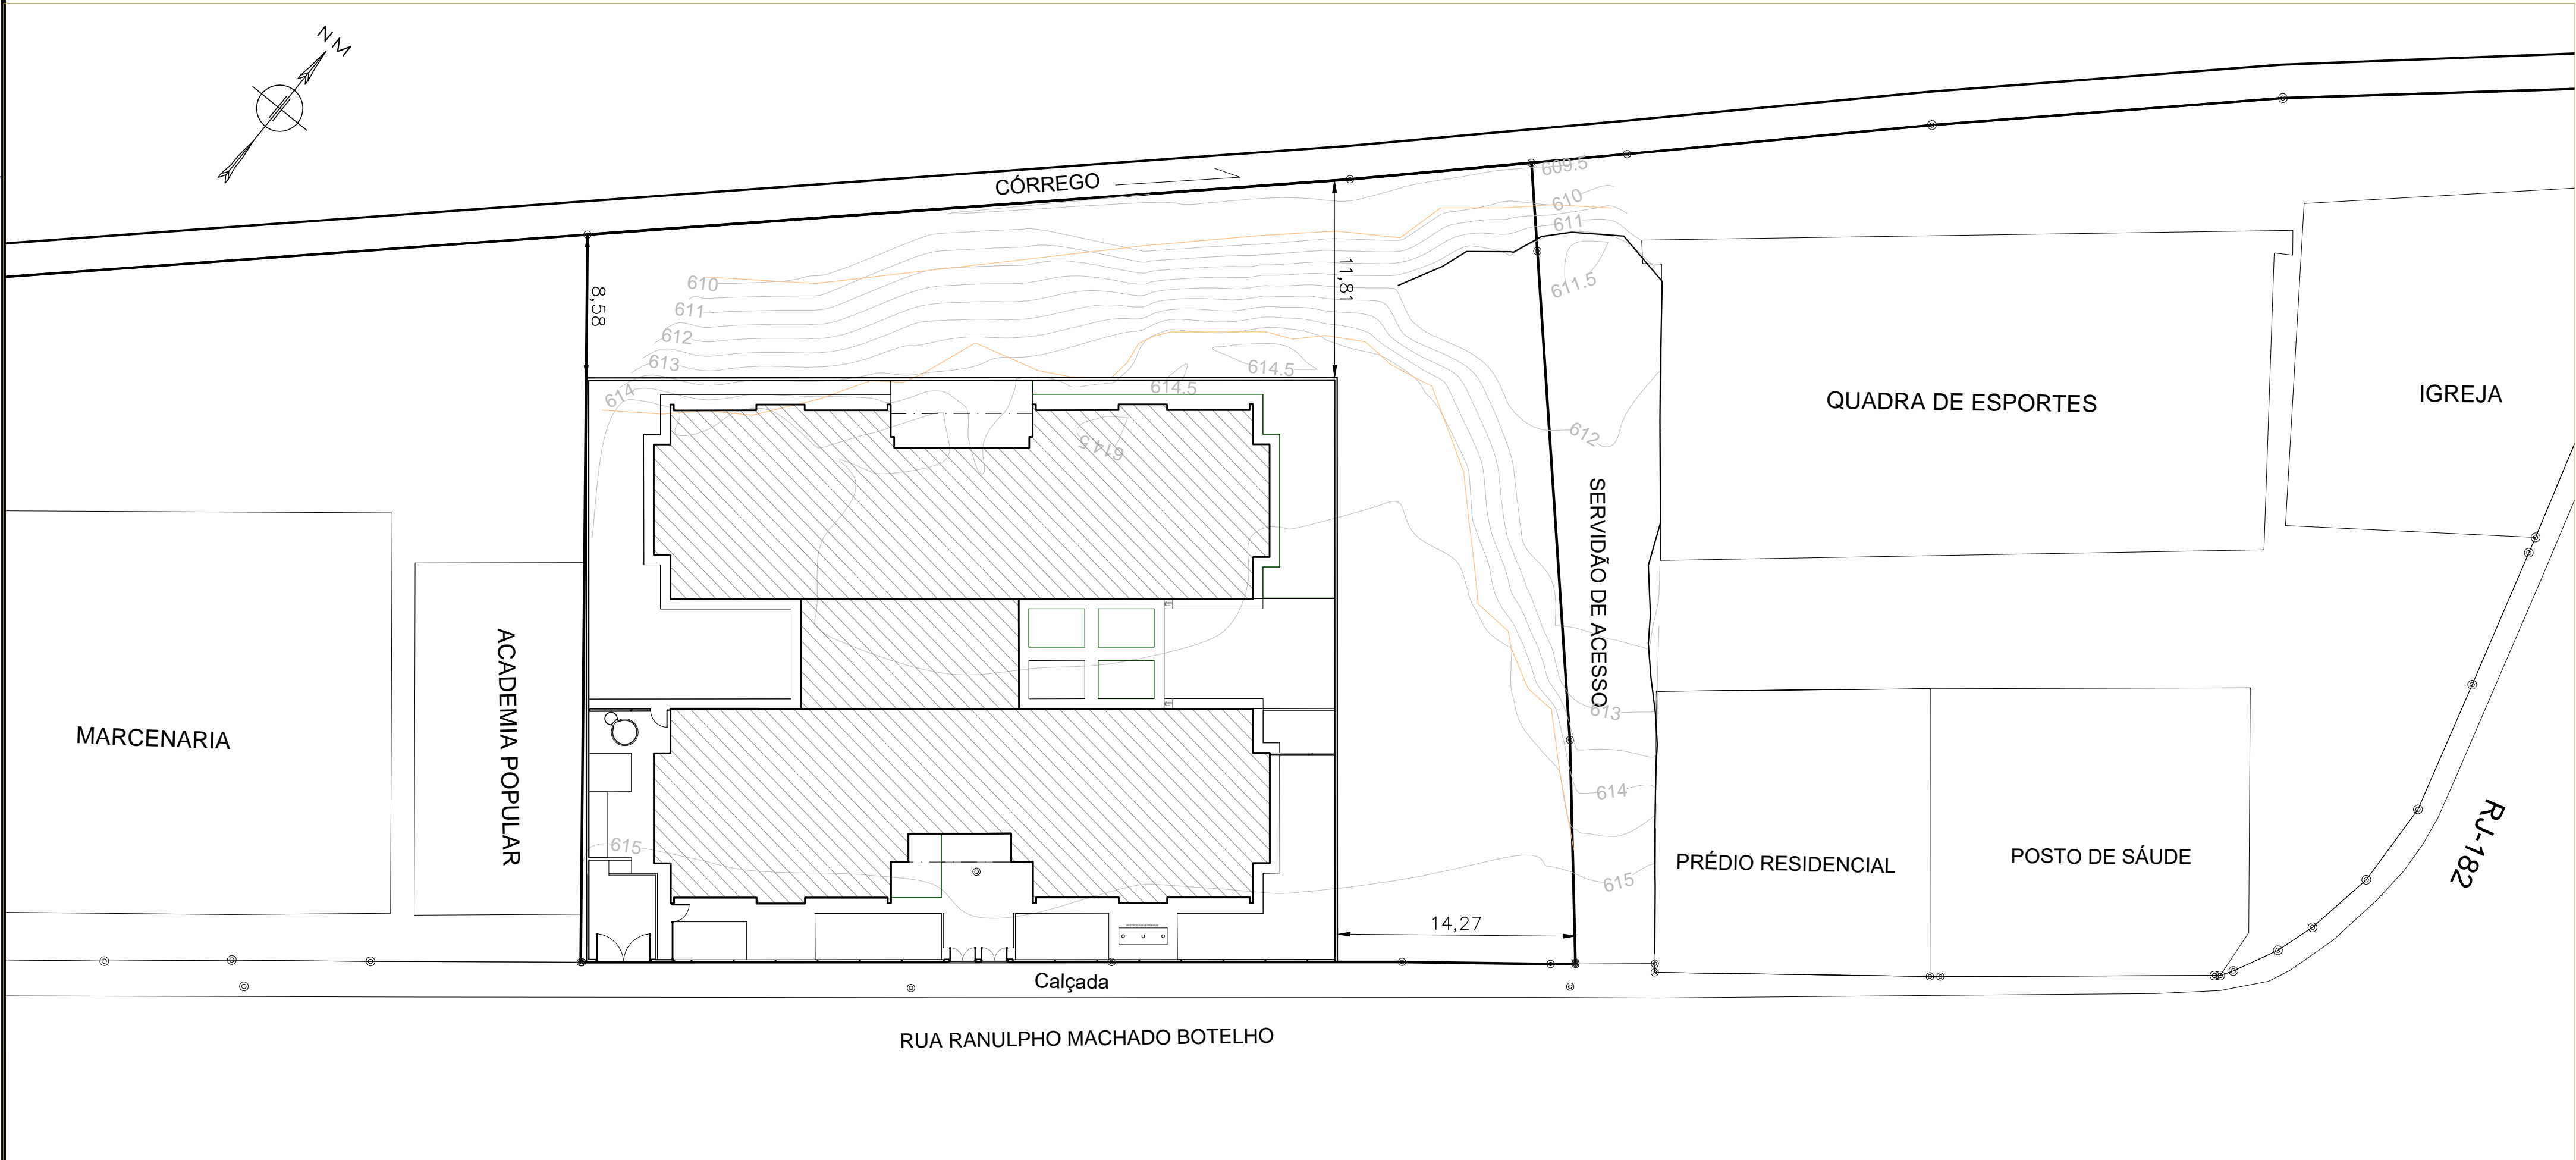 NM
CÓRREGO
609.5
610
611
611.5
8,58
11,81
610
611
612
613
614
614.5
614.5
614.5
612
QUADRA DE ESPORTES
IGREJA
SERVIDÃO DE ACESSO
ACADEMIA POPULAR
MARCENARIA
613
614
615
615
PRÉDIO RESIDENCIAL
POSTO DE SÁUDE
RJ-182
14,27
Calçada
RUA RANULPHO MACHADO BOTELHO